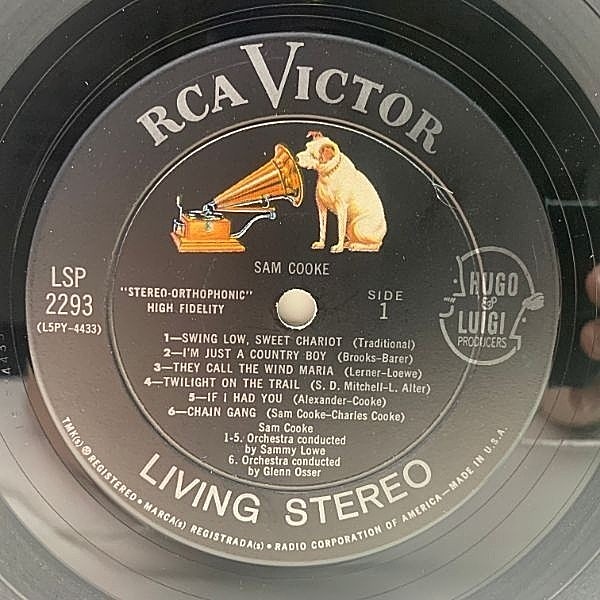 RCA VICTOR
SAM COOKE
LSP
2293
(L5PY-4433)
"STEREO-ORTHOPHONIC"
HIGH FIDELITY
SIDE
1
HUGO
&
LUIGI
PRODUCERS
1—SWING LOW, SWEET CHARIOT (Traditional)
2—I'M JUST A COUNTRY BOY (Brooks-Barer)
3—THEY CALL THE WIND MARIA (Lerner-Loewe)
4—TWILIGHT ON THE TRAIL (S. D. Mitchell-L. Alter)
5—IF I HAD YOU (Alexander-Cooke)
6—CHAIN GANG (Sam Cooke-Charles Cooke)
Sam Cooke
1-5. Orchestra conducted
by Sammy Lowe
6. Orchestra conducted
by Glenn Osser
LIVING STEREO
TMK(s) ® REGISTERED • MARCA(s) REGISTRADA(s) • RADIO CORPORATION OF AMERICA—MADE IN U.S.A.